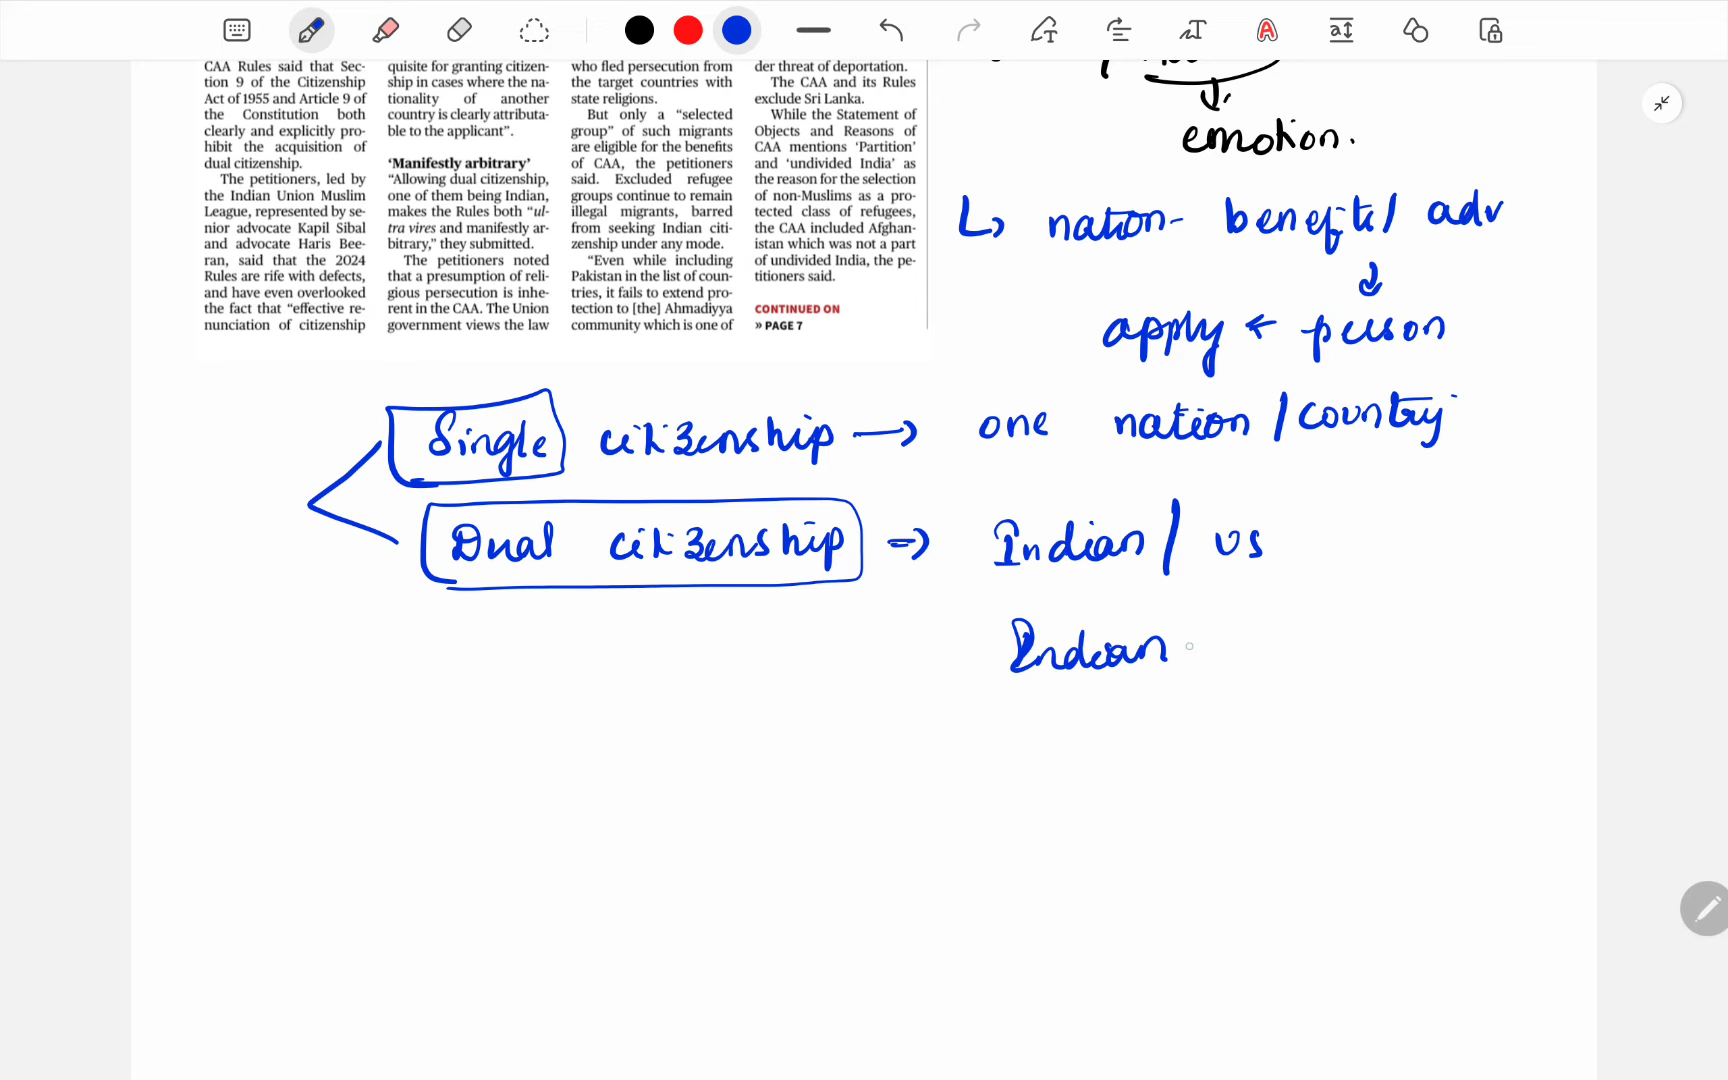 CAA Rules said that Sec-
tion 9 of the Citizenship
Act of 1955 and Article 9 of
the Constitution both
clearly and explicitly pro-
hibit the acquisition of
dual citizenship.
The petitioners, led by
the Indian Union Muslim
League, represented by se-
nior advocate Kapil Sibal
and advocate Haris Bee-
ran, said that the 2024
Rules are rife with defects,
and have even overlooked
the fact that “effective re-
nunciation of citizenship
quisite for granting citizen-
ship in cases where the na-
tionality of another
country is clearly attributa-
ble to the applicant”.
‘Manifestly arbitrary’
“Allowing dual citizenship,
one of them being Indian,
makes the Rules both “ul-
tra vires and manifestly ar-
bitrary,” they submitted.
The petitioners noted
that a presumption of reli-
gious persecution is inhe-
rent in the CAA. The Union
government views the law
who fled persecution from
the target countries with
state religions.
But only a “selected
group” of such migrants
are eligible for the benefits
of CAA, the petitioners
said. Excluded refugee
groups continue to remain
illegal migrants, barred
from seeking Indian citi-
zenship under any mode.
“Even while including
Pakistan in the list of coun-
tries, it fails to extend pro-
tection to [the] Ahmadiyya
community which is one of
der threat of deportation.
The CAA and its Rules
exclude Sri Lanka.
While the Statement of
Objects and Reasons of
CAA mentions ‘Partition’
and ‘undivided India’ as
the reason for the selection
of non-Muslims as a pro-
tected class of refugees,
the CAA included Afghan-
istan which was not a part
of undivided India, the pe-
titioners said.
CONTINUED ON
» PAGE 7
emotion.
nation- benefits/ adv
apply ← person
Single citizenship → one nation / country
Dual citizenship ⇒ Indian / US
Indian